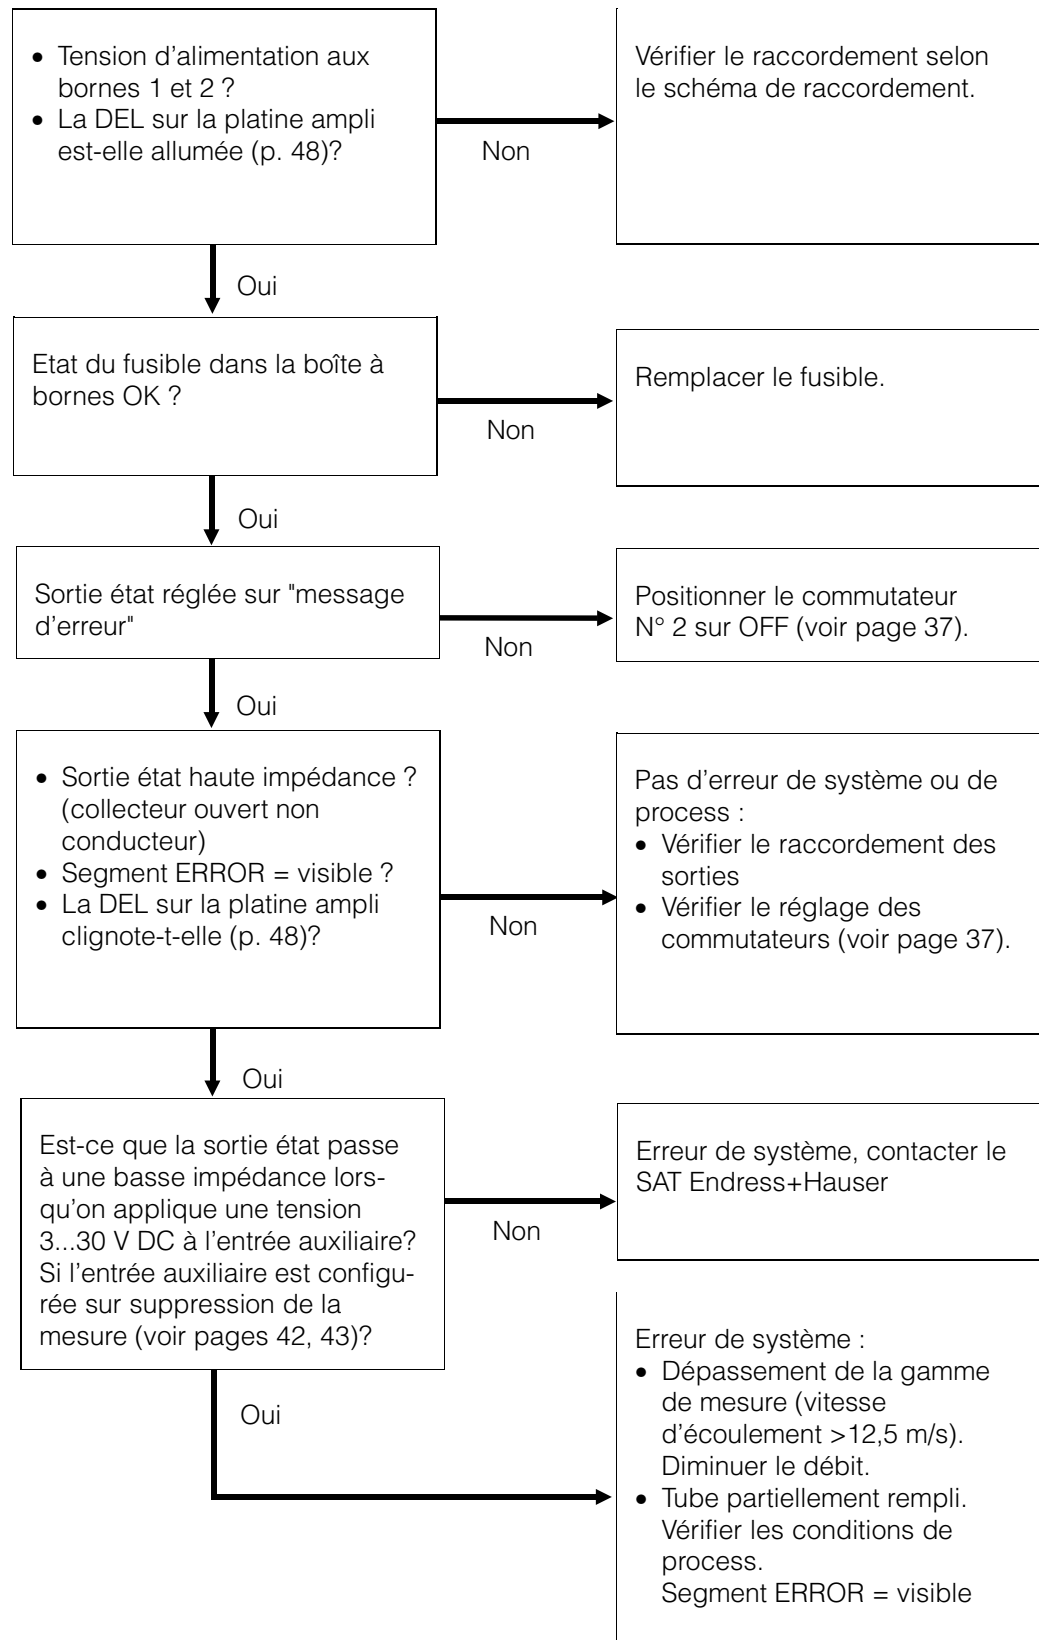 • Tension d'alimentation aux
bornes 1 et 2 ?
• La DEL sur la platine ampli
est-elle allumée (p. 48)?
Non
Vérifier le raccordement selon
le schéma de raccordement.
Oui
Etat du fusible dans la boîte à
bornes OK ?
Non
Remplacer le fusible.
Oui
Sortie état réglée sur "message
d'erreur"
Non
Positionner le commutateur
N° 2 sur OFF (voir page 37).
Oui
• Sortie état haute impédance ?
(collecteur ouvert non
conducteur)
• Segment ERROR = visible ?
• La DEL sur la platine ampli
clignote-t-elle (p. 48)?
Non
Pas d'erreur de système ou de
process :
• Vérifier le raccordement des
sorties
• Vérifier le réglage des
commutateurs (voir page 37).
Oui
Est-ce que la sortie état passe
à une basse impédance lors-
qu'on applique une tension
3...30 V DC à l'entrée auxiliaire?
Si l'entrée auxiliaire est configu-
rée sur suppression de la
mesure (voir pages 42, 43)?
Non
Erreur de système, contacter le
SAT Endress+Hauser
Oui
Erreur de système :
• Dépassement de la gamme
de mesure (vitesse
d'écoulement >12,5 m/s).
Diminuer le débit.
• Tube partiellement rempli.
Vérifier les conditions de
process.
Segment ERROR = visible